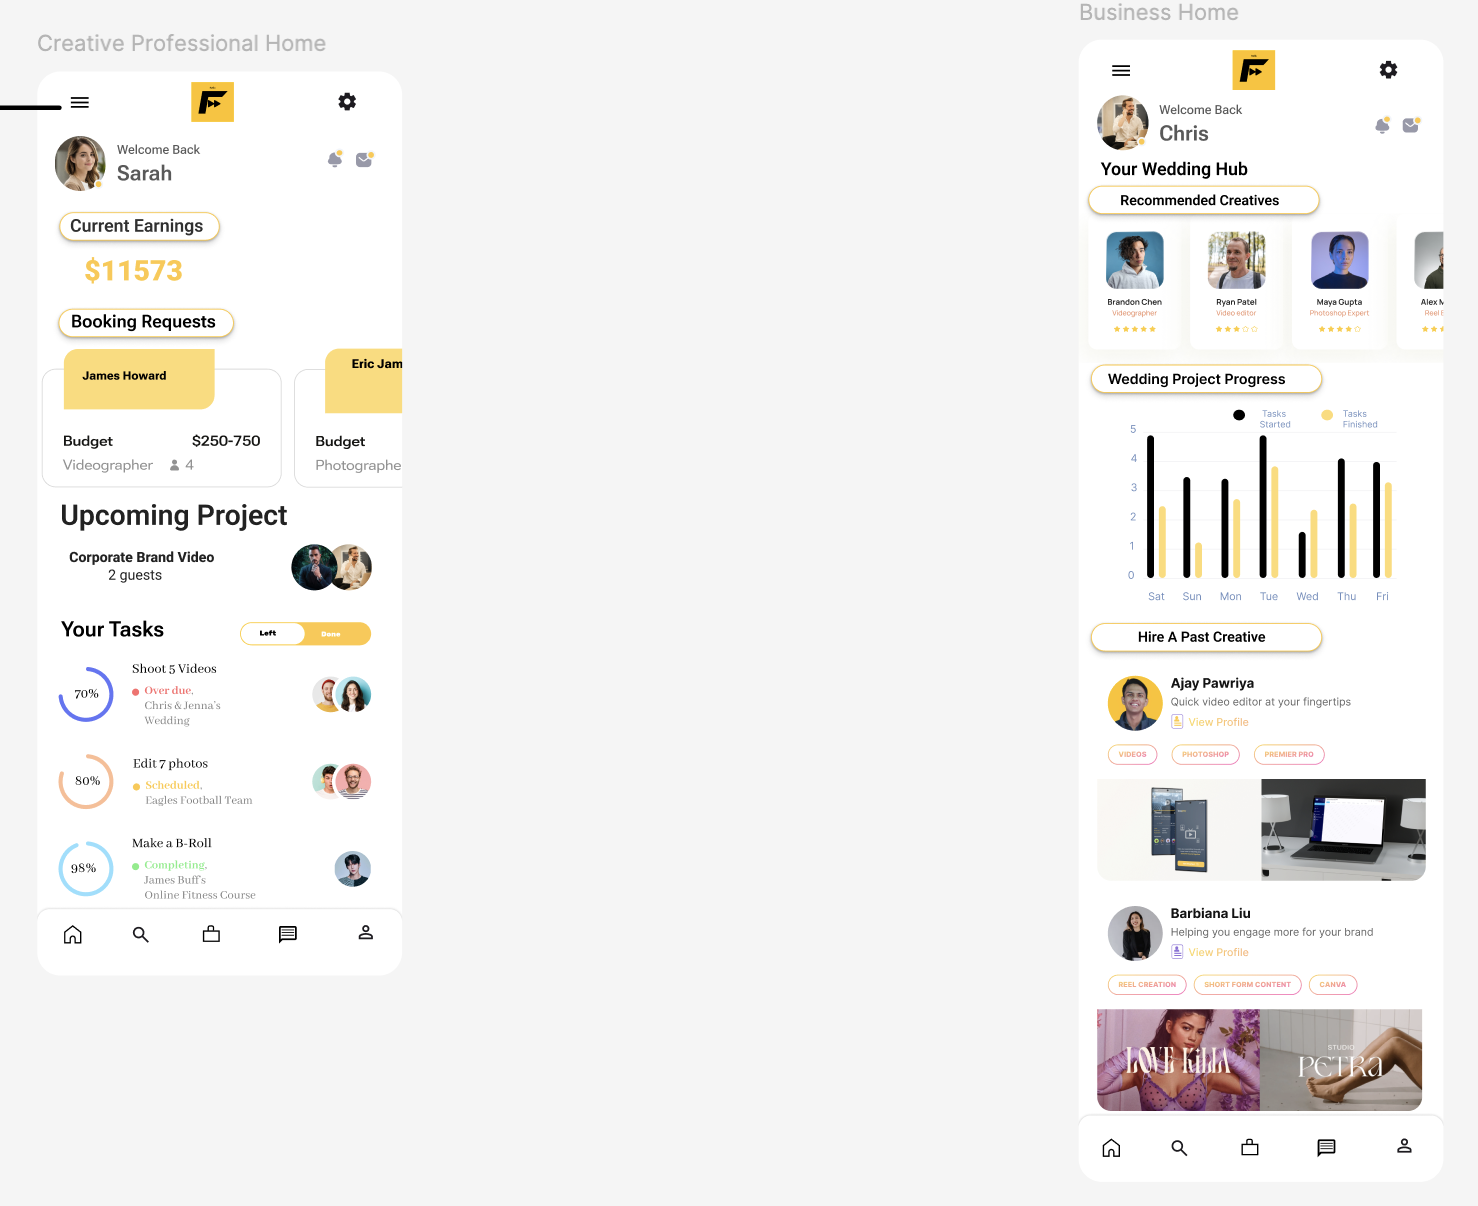 Creative Professional Home
Welcome Back
Sarah
Current Earnings
$11573
Booking Requests
James Howard
Budget $250-750
Videographer 4
Eric Jam
Budget
Photographe
Upcoming Project
Corporate Brand Video
2 guests
Your Tasks
Left Done
70%
Shoot 5 Videos
Over due,
Chris & Jenna's
Wedding
80%
Edit 7 photos
Scheduled,
Eagles Football Team
98%
Make a B-Roll
Completing,
James Buff's
Online Fitness Course
Business Home
Welcome Back
Chris
Your Wedding Hub
Recommended Creatives
Brandon Chen
Videographer
Ryan Patel
Video editor
Maya Gupta
Photoshop Expert
Alex M
Reel E
Wedding Project Progress
Tasks
Started
Tasks
Finished
5
4
3
2
1
0
Sat Sun Mon Tue Wed Thu Fri
Hire A Past Creative
Ajay Pawriya
Quick video editor at your fingertips
View Profile
VIDEOS PHOTOSHOP PREMIER PRO
Barbiana Liu
Helping you engage more for your brand
View Profile
REEL CREATION SHORT FORM CONTENT CANVA
LOVE KiLLA
STUDIO
PETRA